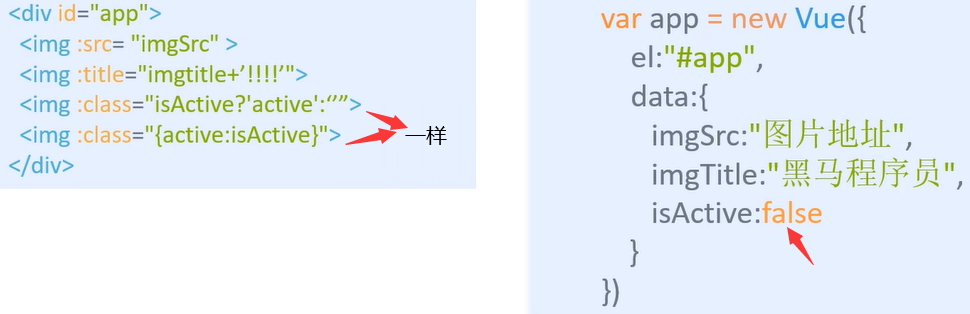 <div id="app">
<img :src= "imgSrc" >
<img :title="imgtitle+’!!!!’">
<img :class="isActive?'active':‘’”>
<img :class="{active:isActive}">
</div>
一样
var app = new Vue({
el:"#app",
data:{
imgSrc:"图片地址",
imgTitle:"黑马程序员",
isActive:false
}
})